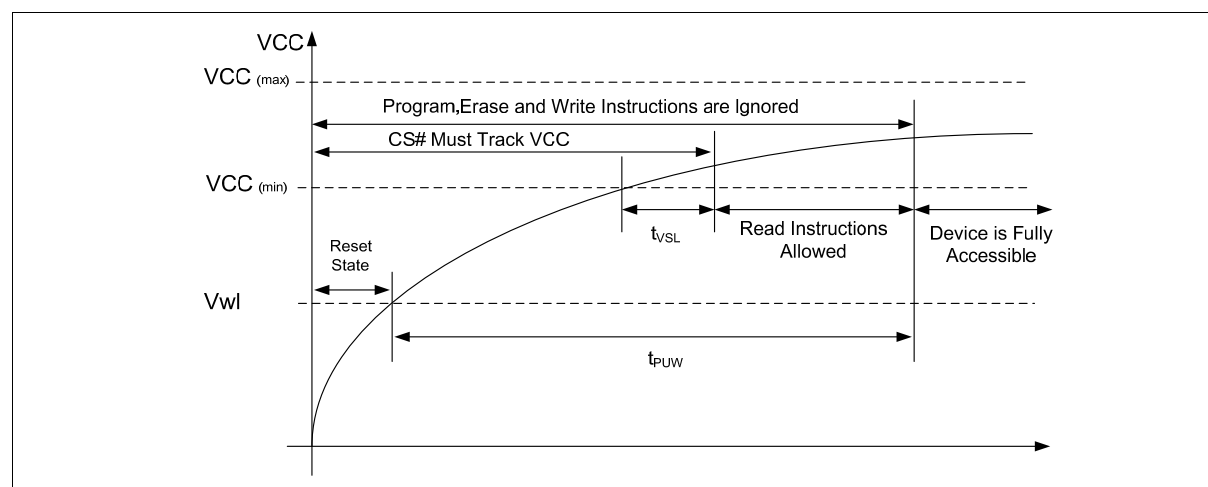 VCC
VCC (max)
Program,Erase and Write Instructions are Ignored
CS# Must Track VCC
VCC (min)
tVSL
Read Instructions
Allowed
Device is Fully
Accessible
Reset
State
Vwl
tPUW